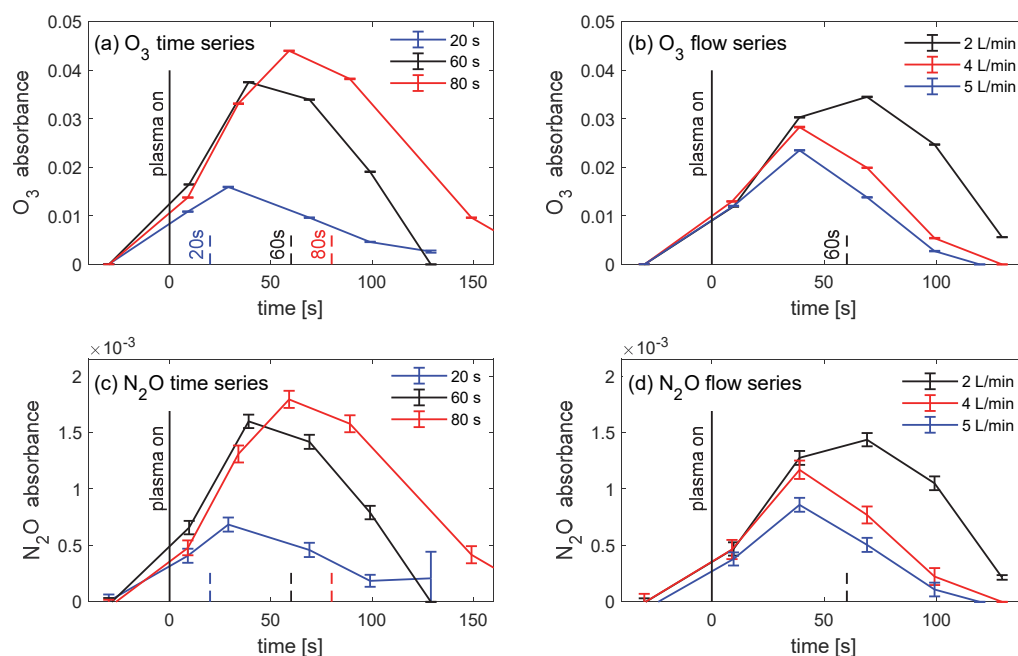 (a) O3 time series
20 s
60 s
80 s
plasma on
20s
60s
80s
0.05
0.04
0.03
0.02
0.01
0
O3 absorbance
0 50 100 150
time [s]
(b) O3 flow series
2 L/min
4 L/min
5 L/min
plasma on
60s
0.05
0.04
0.03
0.02
0.01
0
O3 absorbance
0 50 100
time [s]
×10-3
(c) N2O time series
20 s
60 s
80 s
plasma on
2
1.5
1
0.5
0
N2O absorbance
0 50 100 150
time [s]
×10-3
(d) N2O flow series
2 L/min
4 L/min
5 L/min
plasma on
2
1.5
1
0.5
0
N2O absorbance
0 50 100
time [s]